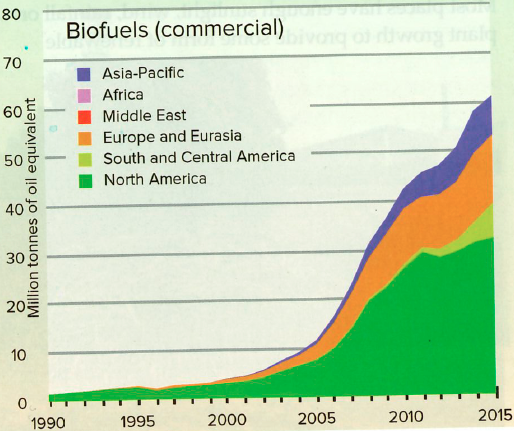 Biofuels (commercial)
80
70
60
50
40
30
20
10
0
Million tonnes of oil equivalent
Asia-Pacific
Africa
Middle East
Europe and Eurasia
South and Central America
North America
1990 1995 2000 2005 2010 2015